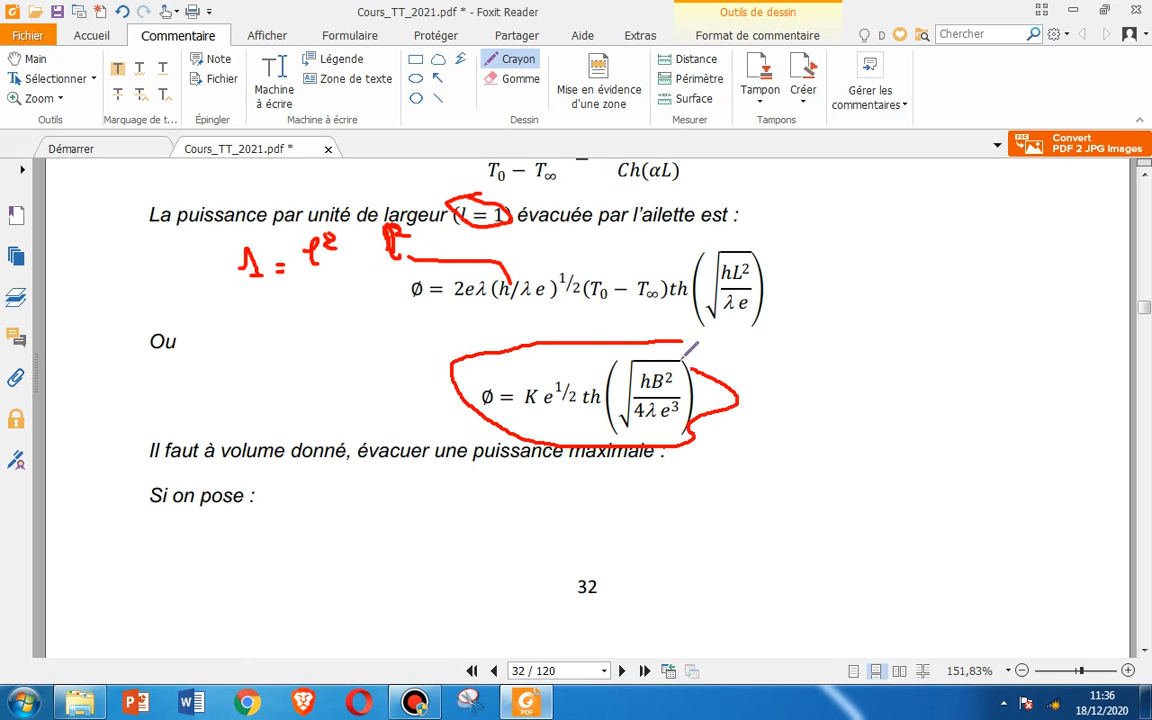 Cours_TT_2021.pdf * - Foxit Reader
Outils de dessin
Fichier Accueil Commentaire Afficher Formulaire Protéger Partager Aide Extras Format de commentaire Chercher D
Main
Sélectionner
Zoom
Outils
T T T
T T T
Marquage de t...
Note
Fichier
Épingler
Machine
à écrire
Légende
Zone de texte
Machine à écrire
Crayon
Gomme
Dessin
Mise en évidence
d'une zone
Distance
Périmètre
Surface
Mesurer
Tampon
Créer
Tampons
Gérer les
commentaires
Commentaires
Démarrer
Cours_TT_2021.pdf *
Convert
PDF 2 JPG Images
T₀ − T∞ = Ch(αL)
La puissance par unité de largeur (l = 1) évacuée par l'ailette est :
∅ = 2eλ (h/λ e )^1/2 (T₀ − T∞)th(√(hL²/λ e))
Ou
∅ = K e^1/2 th(√(hB²/4λ e³))
Il faut à volume donné, évacuer une puissance maximale :
Si on pose :
32
32 / 120
151,83%
11:36
18/12/2020